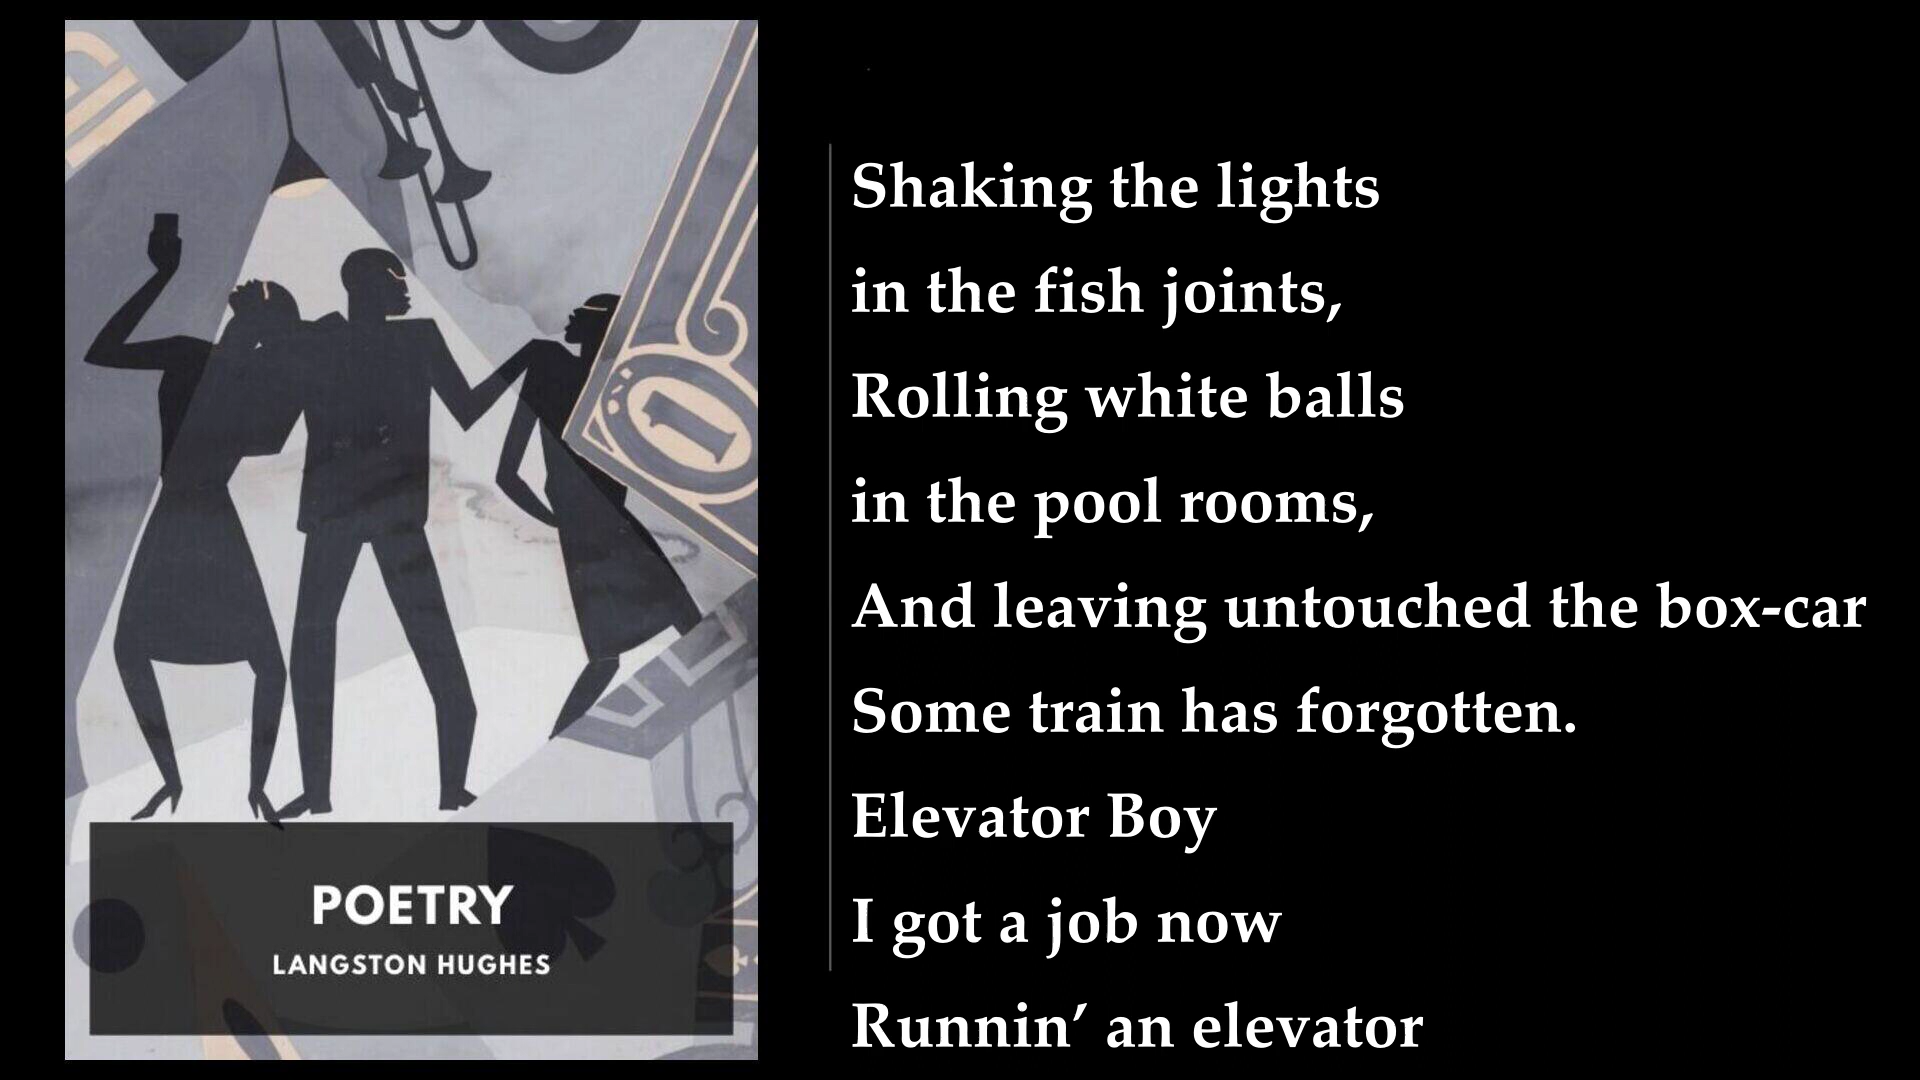 POETRY
LANGSTON HUGHES
Shaking the lights
in the fish joints,
Rolling white balls
in the pool rooms,
And leaving untouched the box-car
Some train has forgotten.
Elevator Boy
I got a job now
Runnin’ an elevator